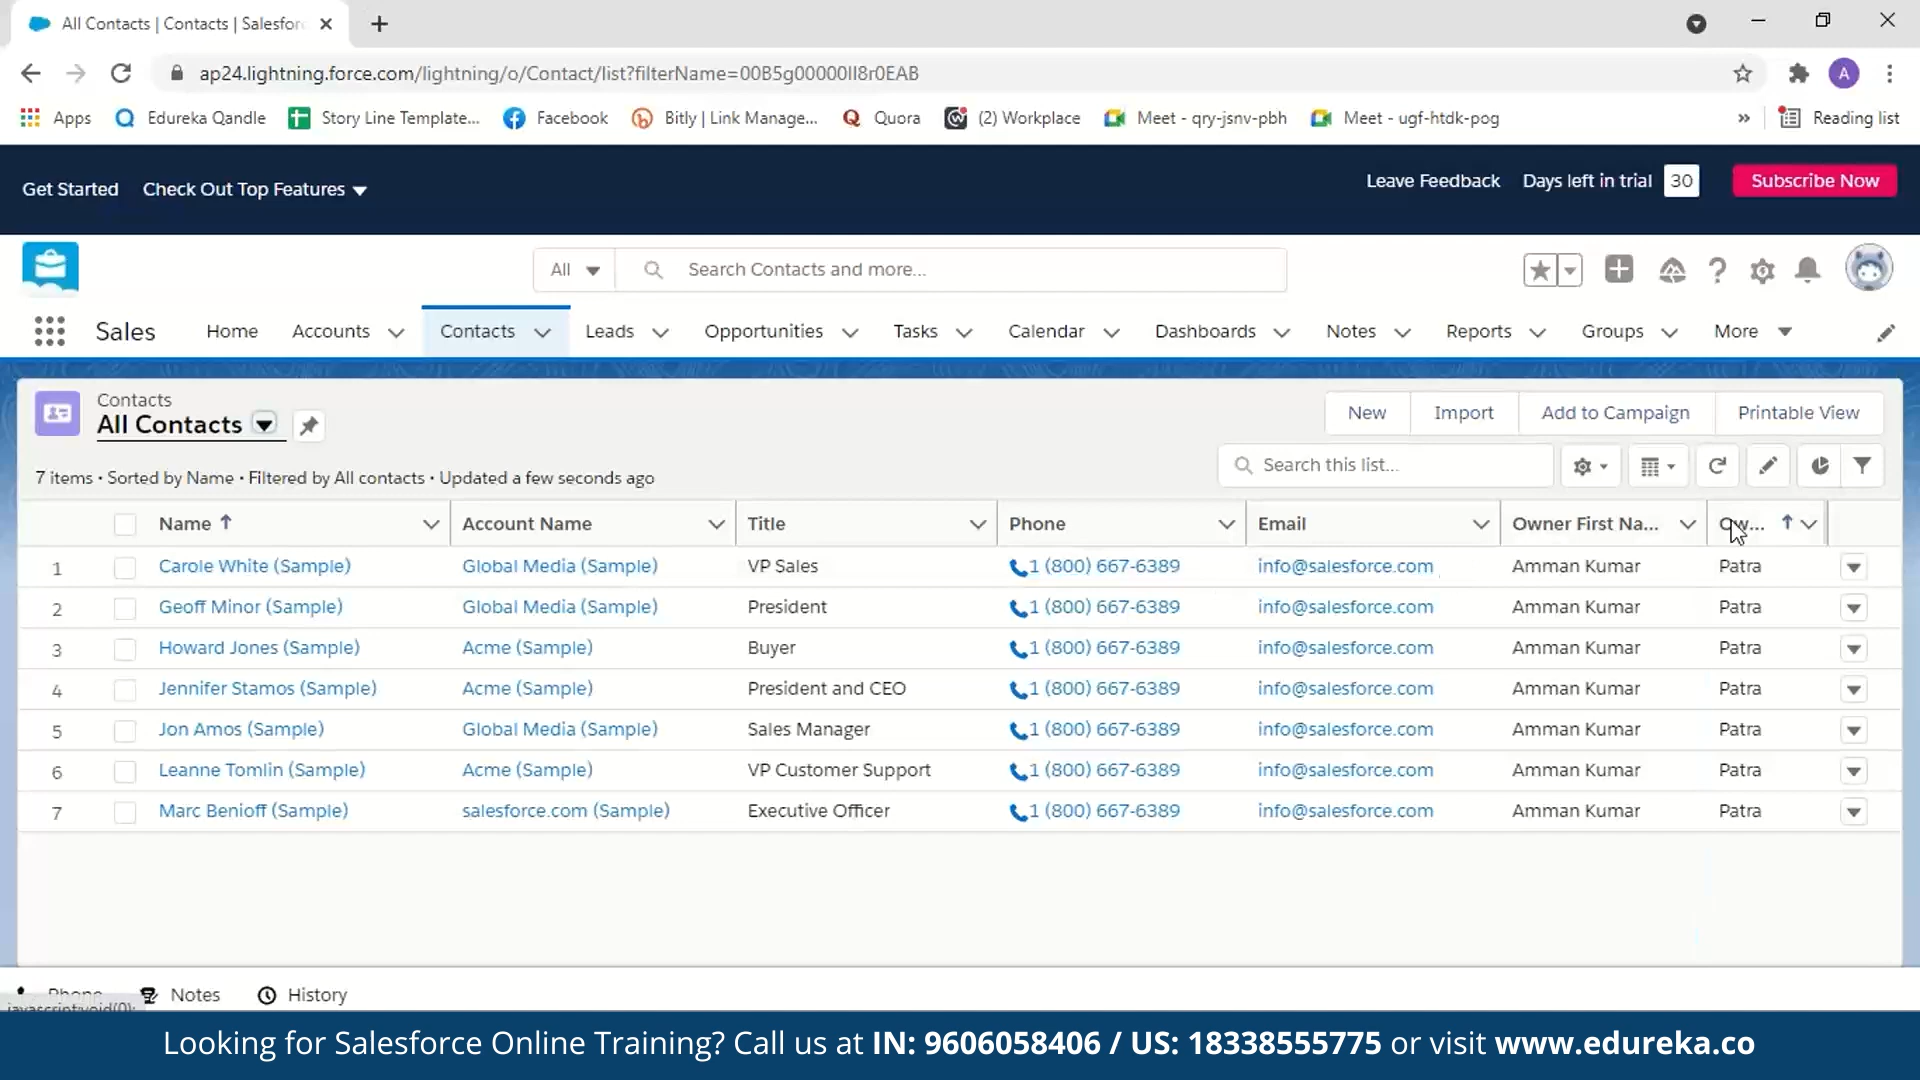 All Contacts | Contacts | Salesfor
ap24.lightning.force.com/lightning/o/Contact/list?filterName=00B5g00000II8r0EAB
A
Apps Edureka Qandle Story Line Template... Facebook Bitly | Link Manage... Quora (2) Workplace Meet - qry-jsnv-pbh Meet - ugf-htdk-pog » Reading list
Get Started Check Out Top Features Leave Feedback Days left in trial 30 Subscribe Now
All Search Contacts and more...
Sales Home Accounts Contacts Leads Opportunities Tasks Calendar Dashboards Notes Reports Groups More
Contacts
All Contacts
New Import Add to Campaign Printable View
7 items • Sorted by Name • Filtered by All contacts • Updated a few seconds ago
Search this list...
Name ↑ Account Name Title Phone Email Owner First Na... Ow... ↑
1 Carole White (Sample) Global Media (Sample) VP Sales 1 (800) 667-6389 info@salesforce.com Amman Kumar Patra
2 Geoff Minor (Sample) Global Media (Sample) President 1 (800) 667-6389 info@salesforce.com Amman Kumar Patra
3 Howard Jones (Sample) Acme (Sample) Buyer 1 (800) 667-6389 info@salesforce.com Amman Kumar Patra
4 Jennifer Stamos (Sample) Acme (Sample) President and CEO 1 (800) 667-6389 info@salesforce.com Amman Kumar Patra
5 Jon Amos (Sample) Global Media (Sample) Sales Manager 1 (800) 667-6389 info@salesforce.com Amman Kumar Patra
6 Leanne Tomlin (Sample) Acme (Sample) VP Customer Support 1 (800) 667-6389 info@salesforce.com Amman Kumar Patra
7 Marc Benioff (Sample) salesforce.com (Sample) Executive Officer 1 (800) 667-6389 info@salesforce.com Amman Kumar Patra
Phone Notes History
javascript:void(0);
Looking for Salesforce Online Training? Call us at IN: 9606058406 / US: 18338555775 or visit www.edureka.co